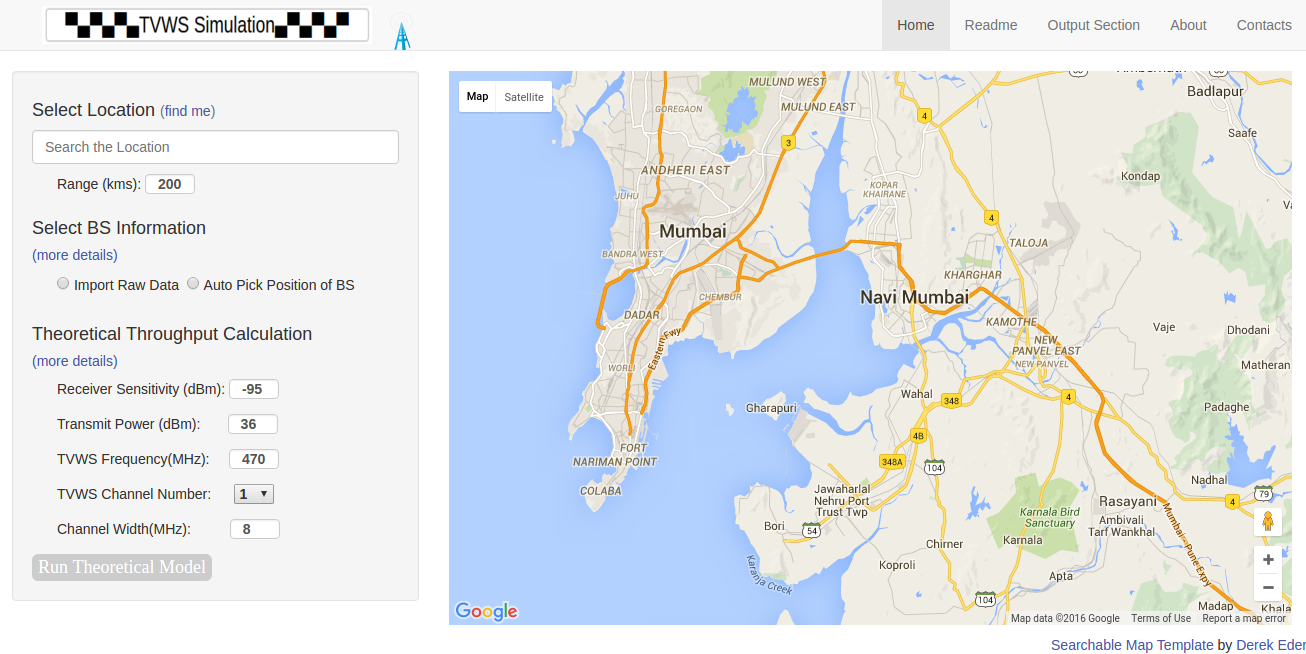 TVWS Simulation
Home
Readme
Output Section
About
Contacts
Select Location (find me)
Search the Location
Range (kms): 200
Select BS Information
(more details)
Import Raw Data
Auto Pick Position of BS
Theoretical Throughput Calculation
(more details)
Receiver Sensitivity (dBm): -95
Transmit Power (dBm): 36
TVWS Frequency(MHz): 470
TVWS Channel Number: 1
Channel Width(MHz): 8
Run Theoretical Model
Map
Satellite
MULUND WEST
Badlapur
GOREGAON
MULUND EAST
4
Saafe
3
ANDHERI EAST
Kondap
KOPAR
KHAIRANE
JUHU
4
Mumbai
TALOJA
BANDRA WEST
KHARGHAR
CHEMBUR
Navi Mumbai
DADAR
KAMOTHE
Vaje
Dhodani
Eastern Fwy
NEW
PANVEL EAST
NEW PANVEL
Matheran
WORLI
Wahal
348
4
Gharapuri
Padaghe
4B
FORT
NARIMAN POINT
348A
104
COLABA
Jawaharlal
Nehru Port
Trust Twp
Nadhal
79
Rasayani
4
Karnala Bird
Sanctuary
Ambivali
Tarf Wankhal
Mumbai - Pune Expy
Bori
54
Chirner
Karnala
Koproli
Karanja Creek
Apta
+
−
104
Madap
Khala
Google
Map data ©2016 Google
Terms of Use
Report a map error
Searchable Map Template by Derek Eder